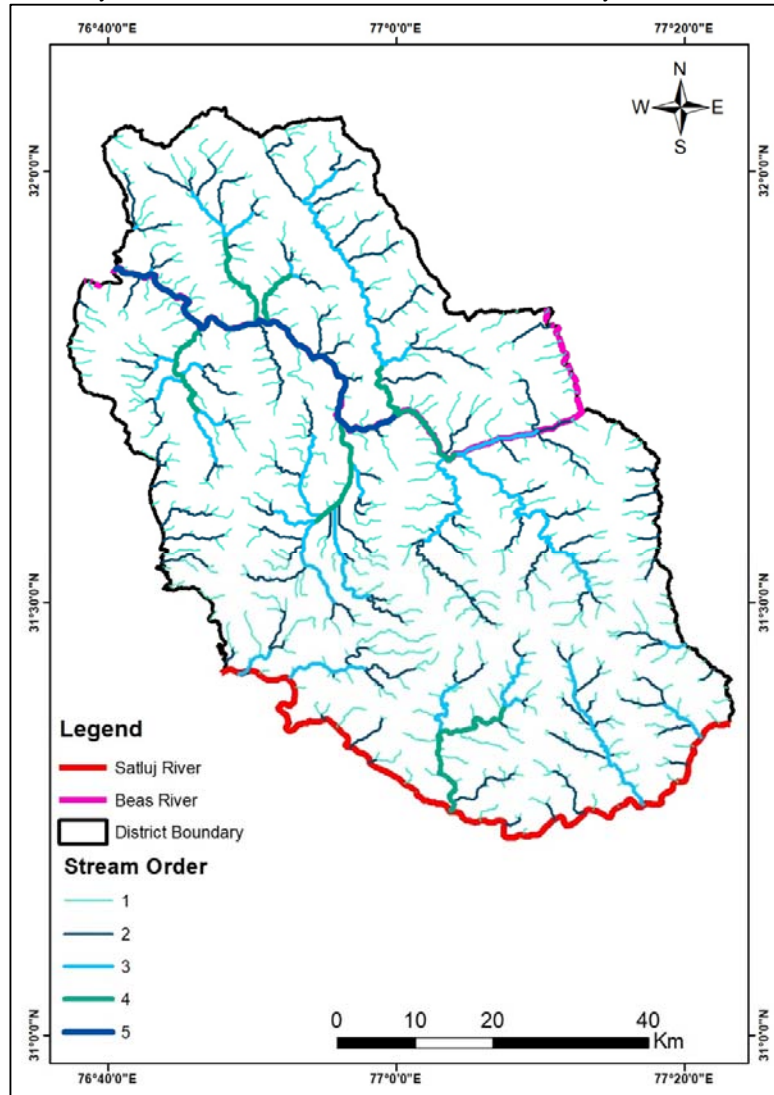 76°40'0"E 77°0'0"E 77°20'0"E
N
W E
S
32°0'0"N 32°0'0"N
31°30'0"N 31°30'0"N
Legend
Satluj River
Beas River
District Boundary
Stream Order
1
2
3
4
5
0 10 20 40
Km
31°0'0"N 31°0'0"N
76°40'0"E 77°0'0"E 77°20'0"E